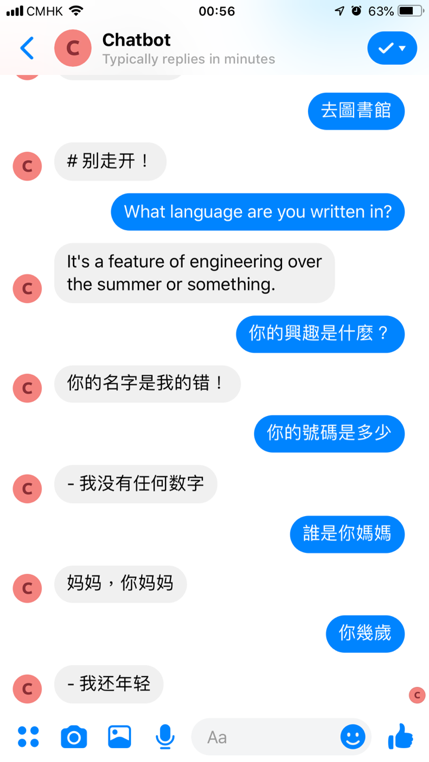 CMHK 00:56 63%
C Chatbot
Typically replies in minutes
去圖書館
C # 别走开！
What language are you written in?
It's a feature of engineering over
C the summer or something.
你的興趣是什麼？
C 你的名字是我的错！
你的號碼是多少
C - 我没有任何数字
誰是你媽媽
C 妈妈，你妈妈
你幾歲
C - 我还年轻
C
Aa